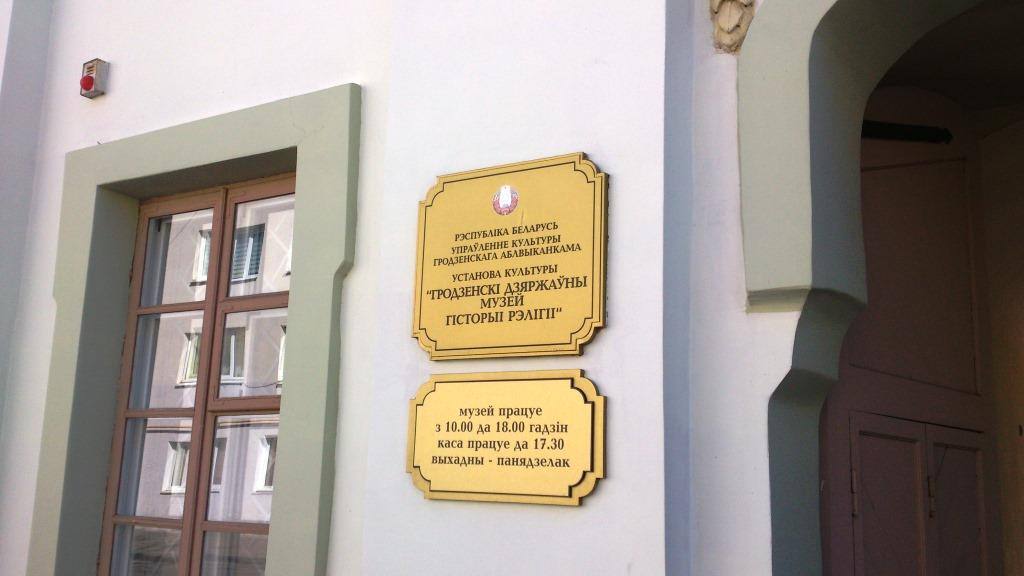 РЭСПУБЛІКА БЕЛАРУСЬ
УПРАЎЛЕННЕ КУЛЬТУРЫ
ГРОДЗЕНСКАГА АБЛВЫКАНКАМА
УСТАНОВА КУЛЬТУРЫ
"ГРОДЗЕНСКІ ДЗЯРЖАЎНЫ
МУЗЕЙ
ГІСТОРЫІ РЭЛІГІІ"
музей працуе
з 10.00 да 18.00 гадзін
каса працуе да 17.30
выхадны - панядзелак